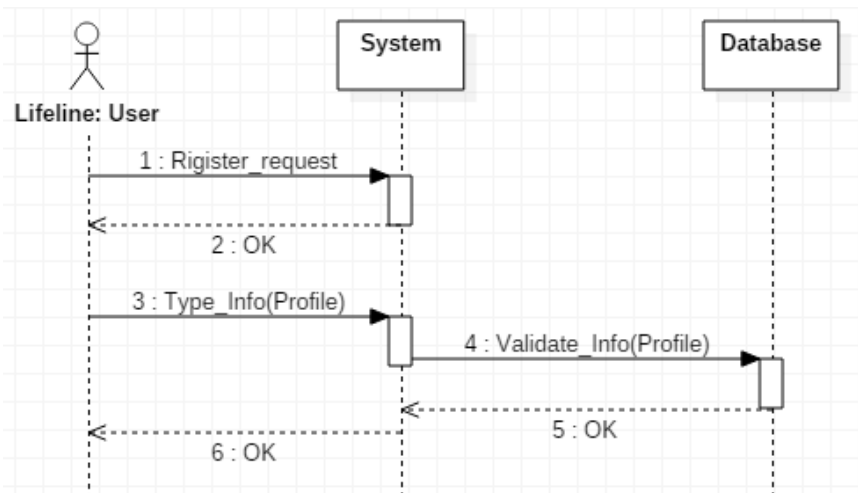 System
Database
Lifeline: User
1 : Rigister_request
2 : OK
3 : Type_Info(Profile)
4 : Validate_Info(Profile)
5 : OK
6 : OK